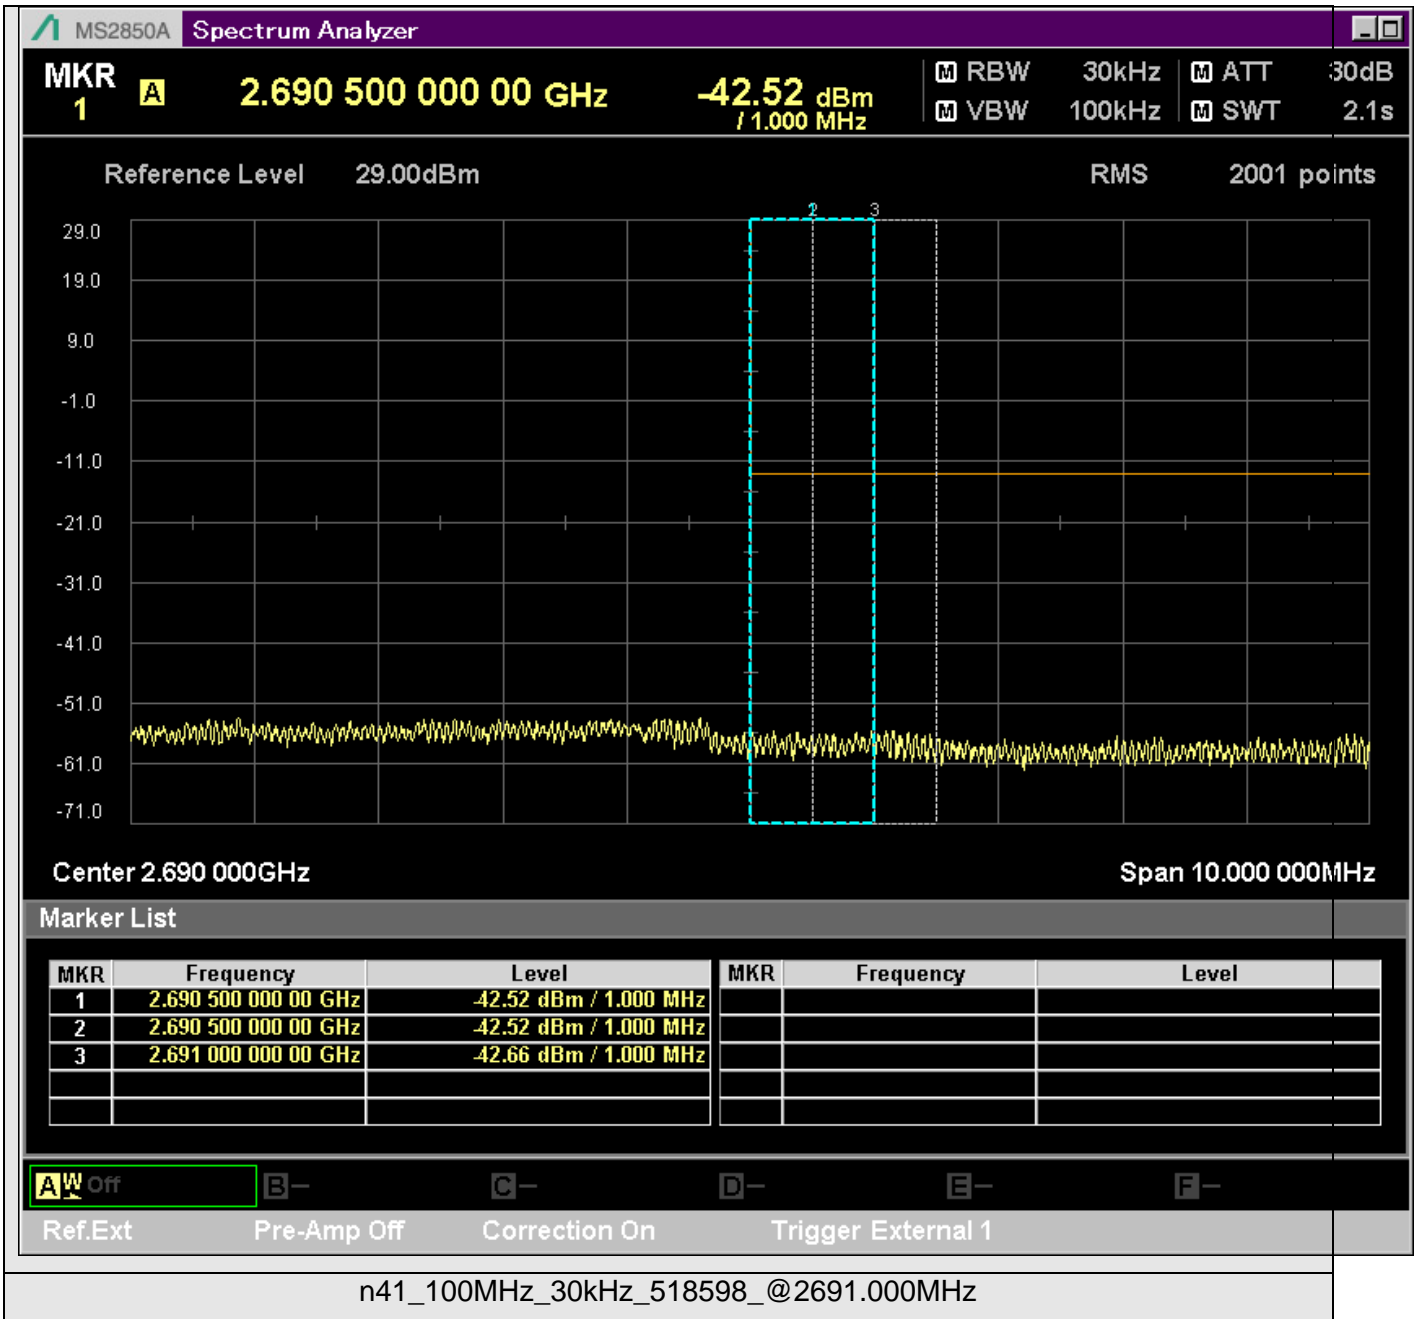 MS2850A Spectrum Analyzer
MKR 1 A 2.690 500 000 00 GHz -42.52 dBm / 1.000 MHz
M RBW 30kHz M ATT 30dB
M VBW 100kHz M SWT 2.1s
Reference Level 29.00dBm RMS 2001 points
2 3
29.0
19.0
9.0
-1.0
-11.0
-21.0
-31.0
-41.0
-51.0
-61.0
-71.0
Center 2.690 000GHz Span 10.000 000MHz
Marker List
MKR Frequency Level MKR Frequency Level
1 2.690 500 000 00 GHz -42.52 dBm / 1.000 MHz
2 2.690 500 000 00 GHz -42.52 dBm / 1.000 MHz
3 2.691 000 000 00 GHz -42.66 dBm / 1.000 MHz
A W Off B - C - D - E - F -
Ref.Ext Pre-Amp Off Correction On Trigger External 1
n41_100MHz_30kHz_518598_@2691.000MHz